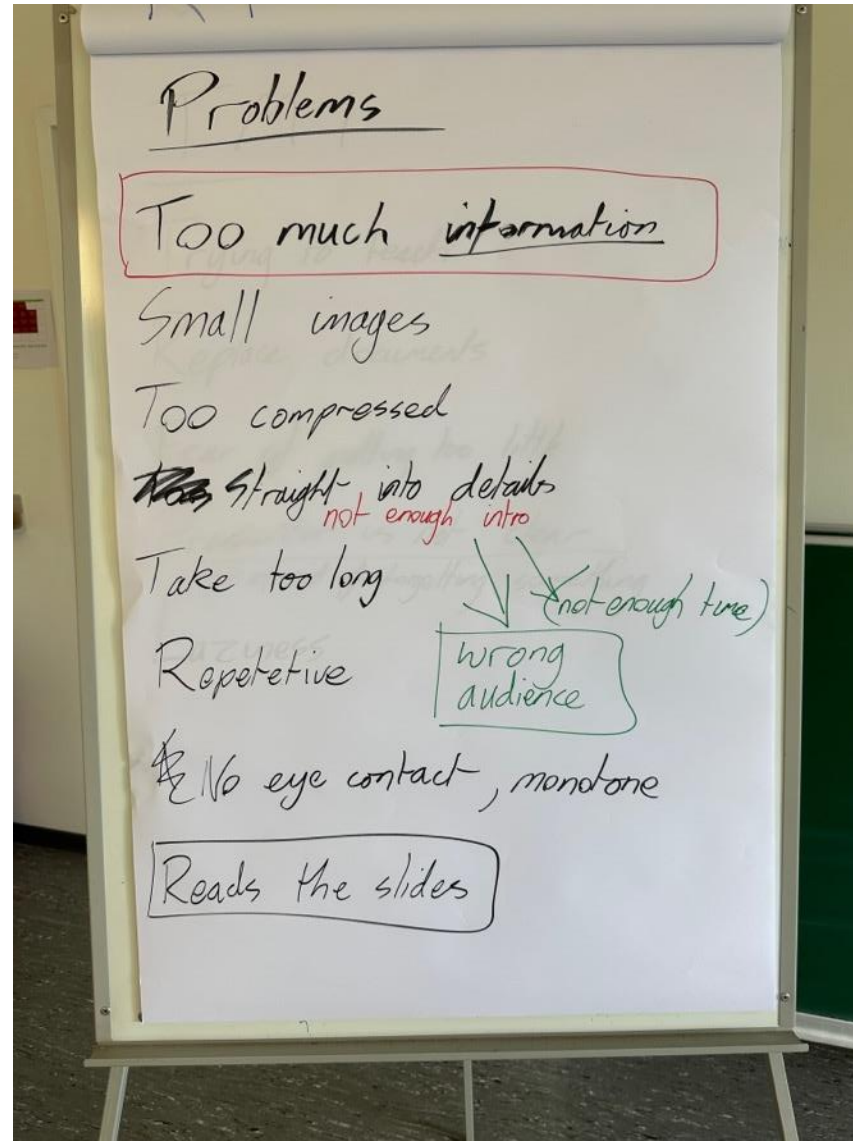 Problems
Too much information
Small images
Too compressed
Straight into details
not enough intro
Take too long
(not enough time)
Repetetive
wrong
audience
No eye contact, monotone
Reads the slides